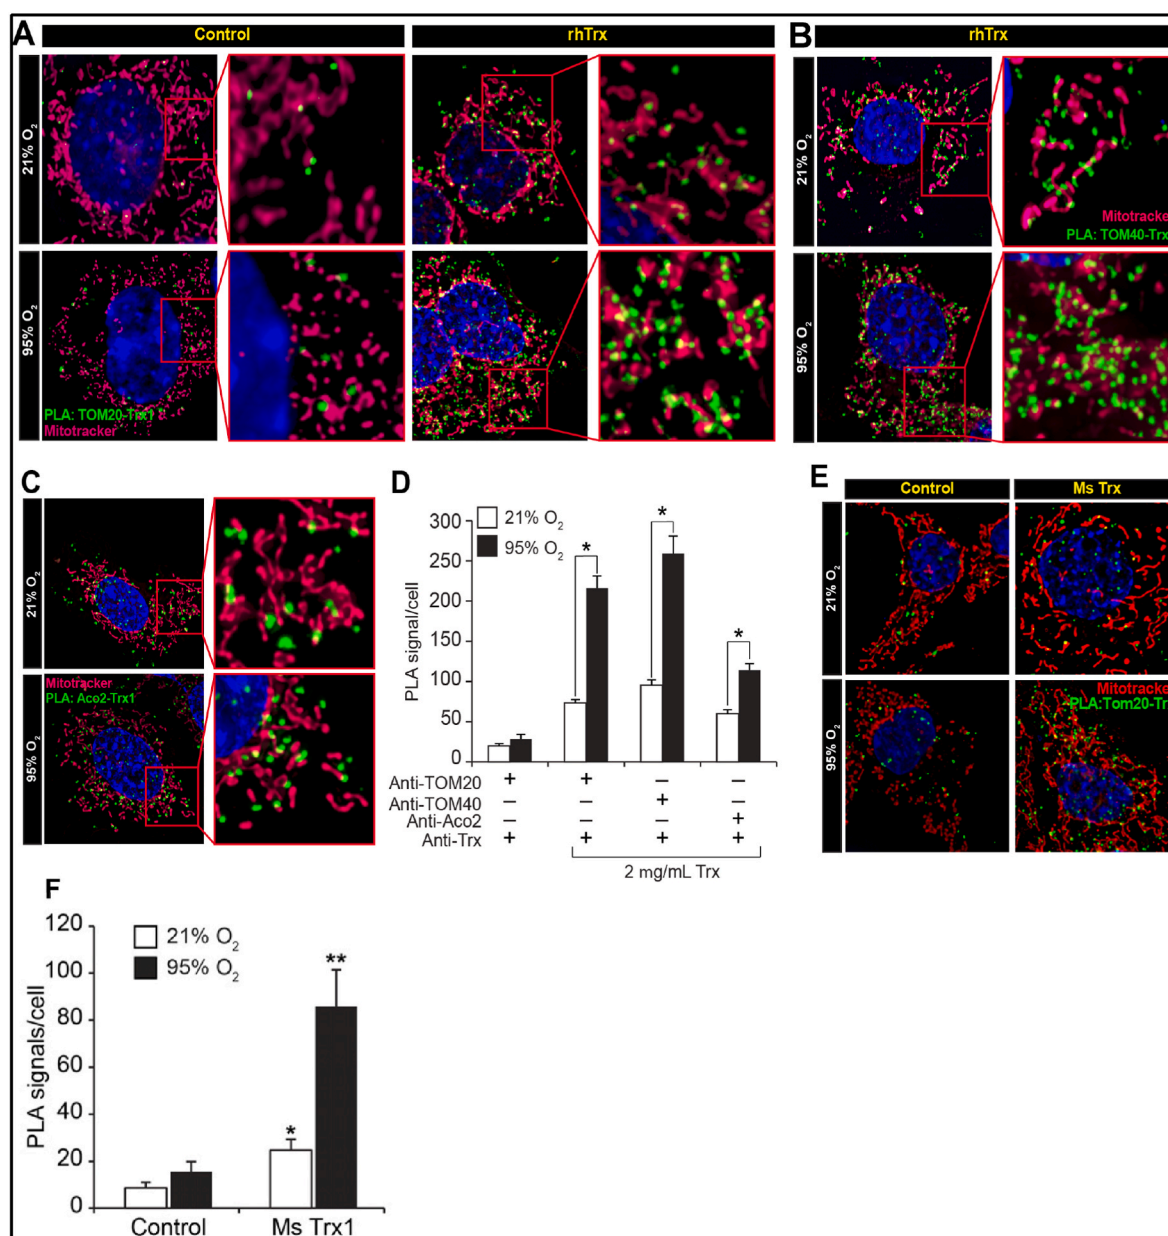 A
Control
rhTrx
21% O2
95% O2
PLA: TOM20-Trx1
Mitotracker
B
rhTrx
21% O2
Mitotracke
PLA: TOM40-Trx
95% O2
C
21% O2
Mitotracker
PLA: Aco2-Trx1
95% O2
D
PLA signal/cell
300
250
200
150
100
50
0
21% O2
95% O2
*
*
*
Anti-TOM20 + + − −
Anti-TOM40 − − + −
Anti-Aco2 − − − +
Anti-Trx + + + +
2 mg/mL Trx
E
Control
Ms Trx
21% O2
95% O2
Mitotracke
PLA:Tom20-Tr
F
PLA signals/cell
120
100
80
60
40
20
0
21% O2
95% O2
*
**
Control
Ms Trx1